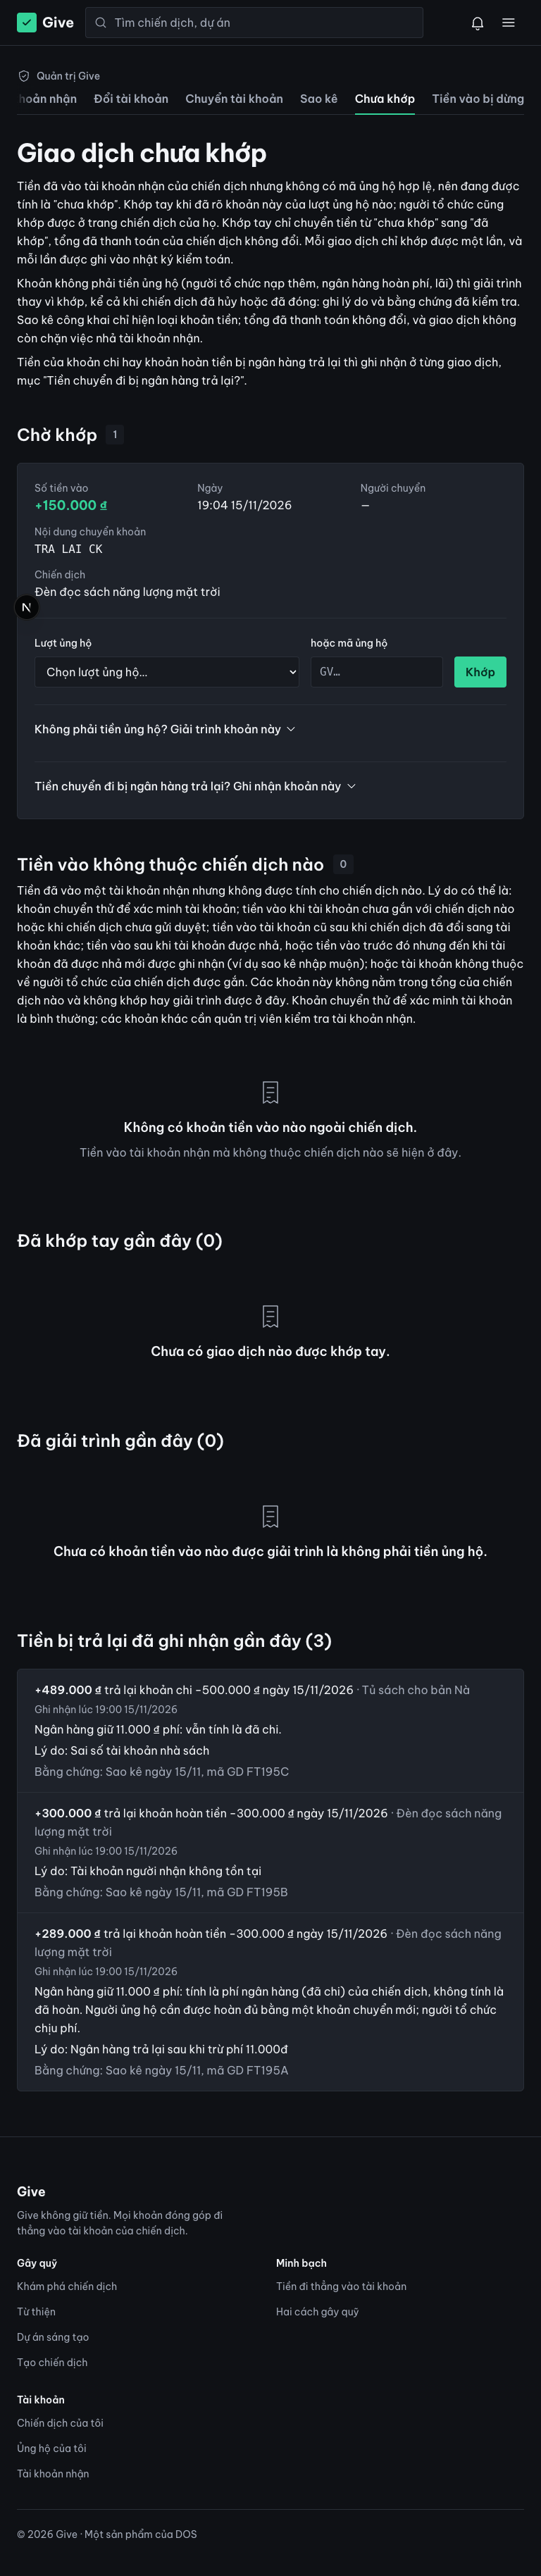 Give
Tìm chiến dịch, dự án
Quản trị Give
hoản nhận
Đổi tài khoản
Chuyển tài khoản
Sao kê
Chưa khớp
Tiền vào bị dừng
Giao dịch chưa khớp
Tiền đã vào tài khoản nhận của chiến dịch nhưng không có mã ủng hộ hợp lệ, nên đang được
tính là "chưa khớp". Khớp tay khi đã rõ khoản này của lượt ủng hộ nào; người tổ chức cũng
khớp được ở trang chiến dịch của họ. Khớp tay chỉ chuyển tiền từ "chưa khớp" sang "đã
khớp", tổng đã thanh toán của chiến dịch không đổi. Mỗi giao dịch chỉ khớp được một lần, và
mỗi lần được ghi vào nhật ký kiểm toán.
Khoản không phải tiền ủng hộ (người tổ chức nạp thêm, ngân hàng hoàn phí, lãi) thì giải trình
thay vì khớp, kể cả khi chiến dịch đã hủy hoặc đã đóng: ghi lý do và bằng chứng đã kiểm tra.
Sao kê công khai chỉ hiện loại khoản tiền; tổng đã thanh toán không đổi, và giao dịch không
còn chặn việc nhả tài khoản nhận.
Tiền của khoản chi hay khoản hoàn tiền bị ngân hàng trả lại thì ghi nhận ở từng giao dịch,
mục "Tiền chuyển đi bị ngân hàng trả lại?".
Chờ khớp 1
Số tiền vào
+150.000 ₫
Ngày
19:04 15/11/2026
Người chuyển
—
Nội dung chuyển khoản
TRA LAI CK
Chiến dịch
Đèn đọc sách năng lượng mặt trời
N
Lượt ủng hộ
Chọn lượt ủng hộ…
hoặc mã ủng hộ
GV…
Khớp
Không phải tiền ủng hộ? Giải trình khoản này
Tiền chuyển đi bị ngân hàng trả lại? Ghi nhận khoản này
Tiền vào không thuộc chiến dịch nào 0
Tiền đã vào một tài khoản nhận nhưng không được tính cho chiến dịch nào. Lý do có thể là:
khoản chuyển thử để xác minh tài khoản; tiền vào khi tài khoản chưa gắn với chiến dịch nào
hoặc khi chiến dịch chưa gửi duyệt; tiền vào tài khoản cũ sau khi chiến dịch đã đổi sang tài
khoản khác; tiền vào sau khi tài khoản được nhả, hoặc tiền vào trước đó nhưng đến khi tài
khoản đã được nhả mới được ghi nhận (ví dụ sao kê nhập muộn); hoặc tài khoản không thuộc
về người tổ chức của chiến dịch được gắn. Các khoản này không nằm trong tổng của chiến
dịch nào và không khớp hay giải trình được ở đây. Khoản chuyển thử để xác minh tài khoản
là bình thường; các khoản khác cần quản trị viên kiểm tra tài khoản nhận.
Không có khoản tiền vào nào ngoài chiến dịch.
Tiền vào tài khoản nhận mà không thuộc chiến dịch nào sẽ hiện ở đây.
Đã khớp tay gần đây (0)
Chưa có giao dịch nào được khớp tay.
Đã giải trình gần đây (0)
Chưa có khoản tiền vào nào được giải trình là không phải tiền ủng hộ.
Tiền bị trả lại đã ghi nhận gần đây (3)
+489.000 ₫ trả lại khoản chi -500.000 ₫ ngày 15/11/2026 · Tủ sách cho bản Nà
Ghi nhận lúc 19:00 15/11/2026
Ngân hàng giữ 11.000 ₫ phí: vẫn tính là đã chi.
Lý do: Sai số tài khoản nhà sách
Bằng chứng: Sao kê ngày 15/11, mã GD FT195C
+300.000 ₫ trả lại khoản hoàn tiền -300.000 ₫ ngày 15/11/2026 · Đèn đọc sách năng
lượng mặt trời
Ghi nhận lúc 19:00 15/11/2026
Lý do: Tài khoản người nhận không tồn tại
Bằng chứng: Sao kê ngày 15/11, mã GD FT195B
+289.000 ₫ trả lại khoản hoàn tiền -300.000 ₫ ngày 15/11/2026 · Đèn đọc sách năng
lượng mặt trời
Ghi nhận lúc 19:00 15/11/2026
Ngân hàng giữ 11.000 ₫ phí: tính là phí ngân hàng (đã chi) của chiến dịch, không tính là
đã hoàn. Người ủng hộ cần được hoàn đủ bằng một khoản chuyển mới; người tổ chức
chịu phí.
Lý do: Ngân hàng trả lại sau khi trừ phí 11.000đ
Bằng chứng: Sao kê ngày 15/11, mã GD FT195A
Give
Give không giữ tiền. Mọi khoản đóng góp đi
thẳng vào tài khoản của chiến dịch.
Gây quỹ
Khám phá chiến dịch
Từ thiện
Dự án sáng tạo
Tạo chiến dịch
Minh bạch
Tiền đi thẳng vào tài khoản
Hai cách gây quỹ
Tài khoản
Chiến dịch của tôi
Ủng hộ của tôi
Tài khoản nhận
© 2026 Give · Một sản phẩm của DOS